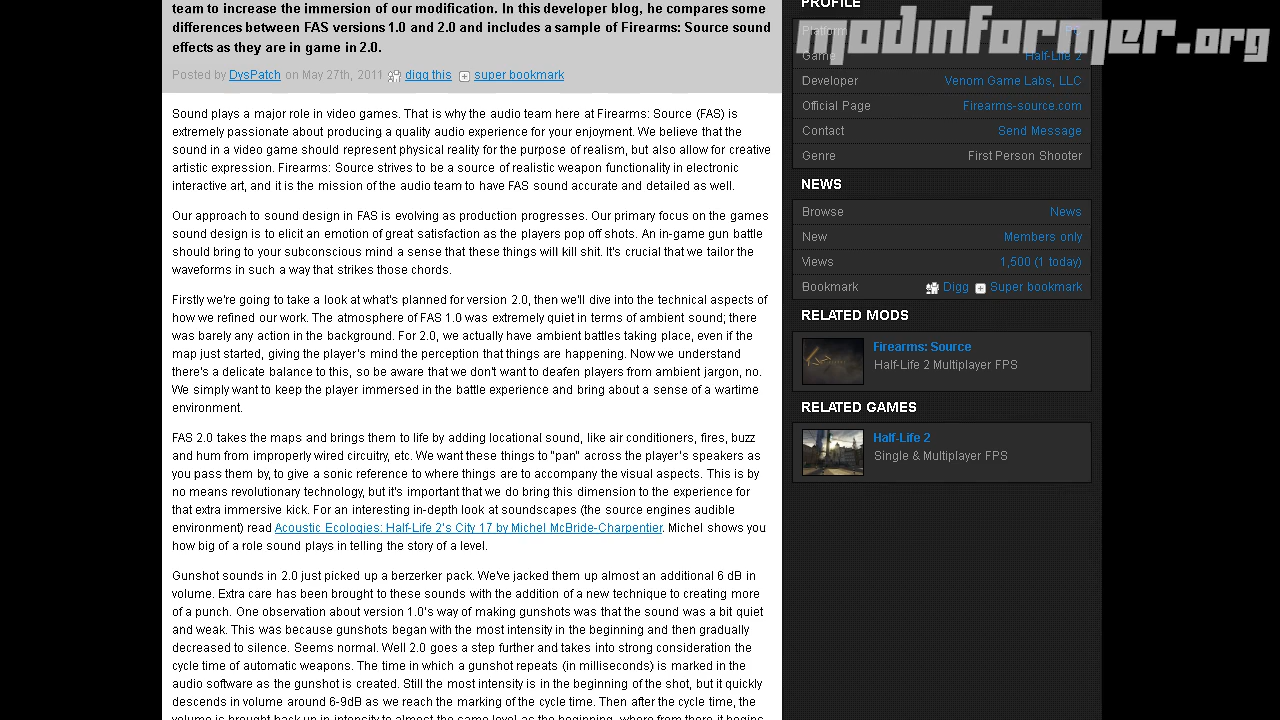 team to increase the immersion of our modification. In this developer blog, he compares some
differences between FAS versions 1.0 and 2.0 and includes a sample of Firearms: Source sound
effects as they are in game in 2.0.
Posted by DysPatch on May 27th, 2011 digg this super bookmark
Sound plays a major role in video games. That is why the audio team here at Firearms: Source (FAS) is
extremely passionate about producing a quality audio experience for your enjoyment. We believe that the
sound in a video game should represent physical reality for the purpose of realism, but also allow for creative
artistic expression. Firearms: Source strives to be a source of realistic weapon functionality in electronic
interactive art, and it is the mission of the audio team to have FAS sound accurate and detailed as well.
Our approach to sound design in FAS is evolving as production progresses. Our primary focus on the games
sound design is to elicit an emotion of great satisfaction as the players pop off shots. An in-game gun battle
should bring to your subconscious mind a sense that these things will kill shit. It's crucial that we tailor the
waveforms in such a way that strikes those chords.
Firstly we're going to take a look at what's planned for version 2.0, then we'll dive into the technical aspects of
how we refined our work. The atmosphere of FAS 1.0 was extremely quiet in terms of ambient sound; there
was barely any action in the background. For 2.0, we actually have ambient battles taking place, even if the
map just started, giving the player's mind the perception that things are happening. Now we understand
there's a delicate balance to this, so be aware that we don't want to deafen players from ambient jargon, no.
We simply want to keep the player immersed in the battle experience and bring about a sense of a wartime
environment.
FAS 2.0 takes the maps and brings them to life by adding locational sound, like air conditioners, fires, buzz
and hum from improperly wired circuitry, etc. We want these things to "pan" across the player's speakers as
you pass them by, to give a sonic reference to where things are to accompany the visual aspects. This is by
no means revolutionary technology, but it's important that we do bring this dimension to the experience for
that extra immersive kick. For an interesting in-depth look at soundscapes (the source engines audible
environment) read Acoustic Ecologies: Half-Life 2's City 17 by Michel McBride-Charpentier. Michel shows you
how big of a role sound plays in telling the story of a level.
Gunshot sounds in 2.0 just picked up a berzerker pack. We've jacked them up almost an additional 6 dB in
volume. Extra care has been brought to these sounds with the addition of a new technique to creating more
of a punch. One observation about version 1.0's way of making gunshots was that the sound was a bit quiet
and weak. This was because gunshots began with the most intensity in the beginning and then gradually
decreased to silence. Seems normal. Well 2.0 goes a step further and takes into strong consideration the
cycle time of automatic weapons. The time in which a gunshot repeats (in milliseconds) is marked in the
audio software as the gunshot is created. Still the most intensity is in the beginning of the shot, but it quickly
descends in volume around 6-9dB as we reach the marking of the cycle time. Then after the cycle time, the
volume is brought back up in intensity to almost the same level as the beginning, where from there it begins
PROFILE
modinformer.org
Platform
Game Half-Life 2
Developer Venom Game Labs, LLC
Official Page Firearms-source.com
Contact Send Message
Genre First Person Shooter
NEWS
Browse News
New Members only
Views 1,500 (1 today)
Bookmark Digg Super bookmark
RELATED MODS
Firearms: Source
Half-Life 2 Multiplayer FPS
RELATED GAMES
Half-Life 2
Single & Multiplayer FPS